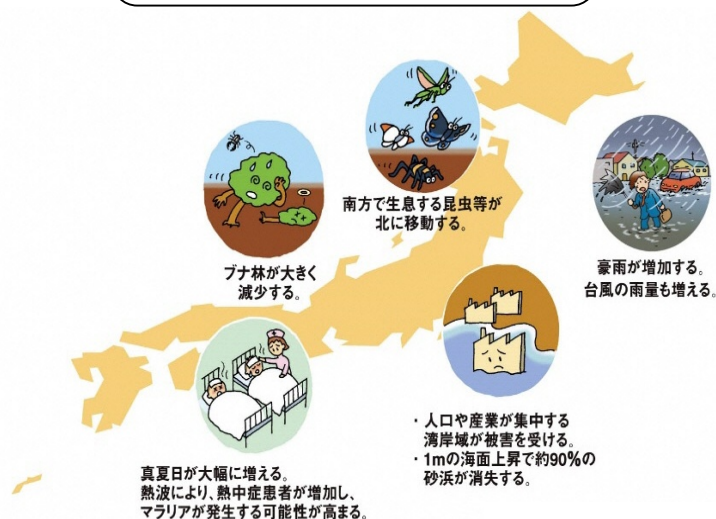 南方で生息する昆虫等が
北に移動する。
ブナ林が大きく
減少する。
豪雨が増加する。
台風の雨量も増える。
・人口や産業が集中する
湾岸域が被害を受ける。
・1mの海面上昇で約90%の
砂浜が消失する。
真夏日が大幅に増える。
熱波により、熱中症患者が増加し、
マラリアが発生する可能性が高まる。